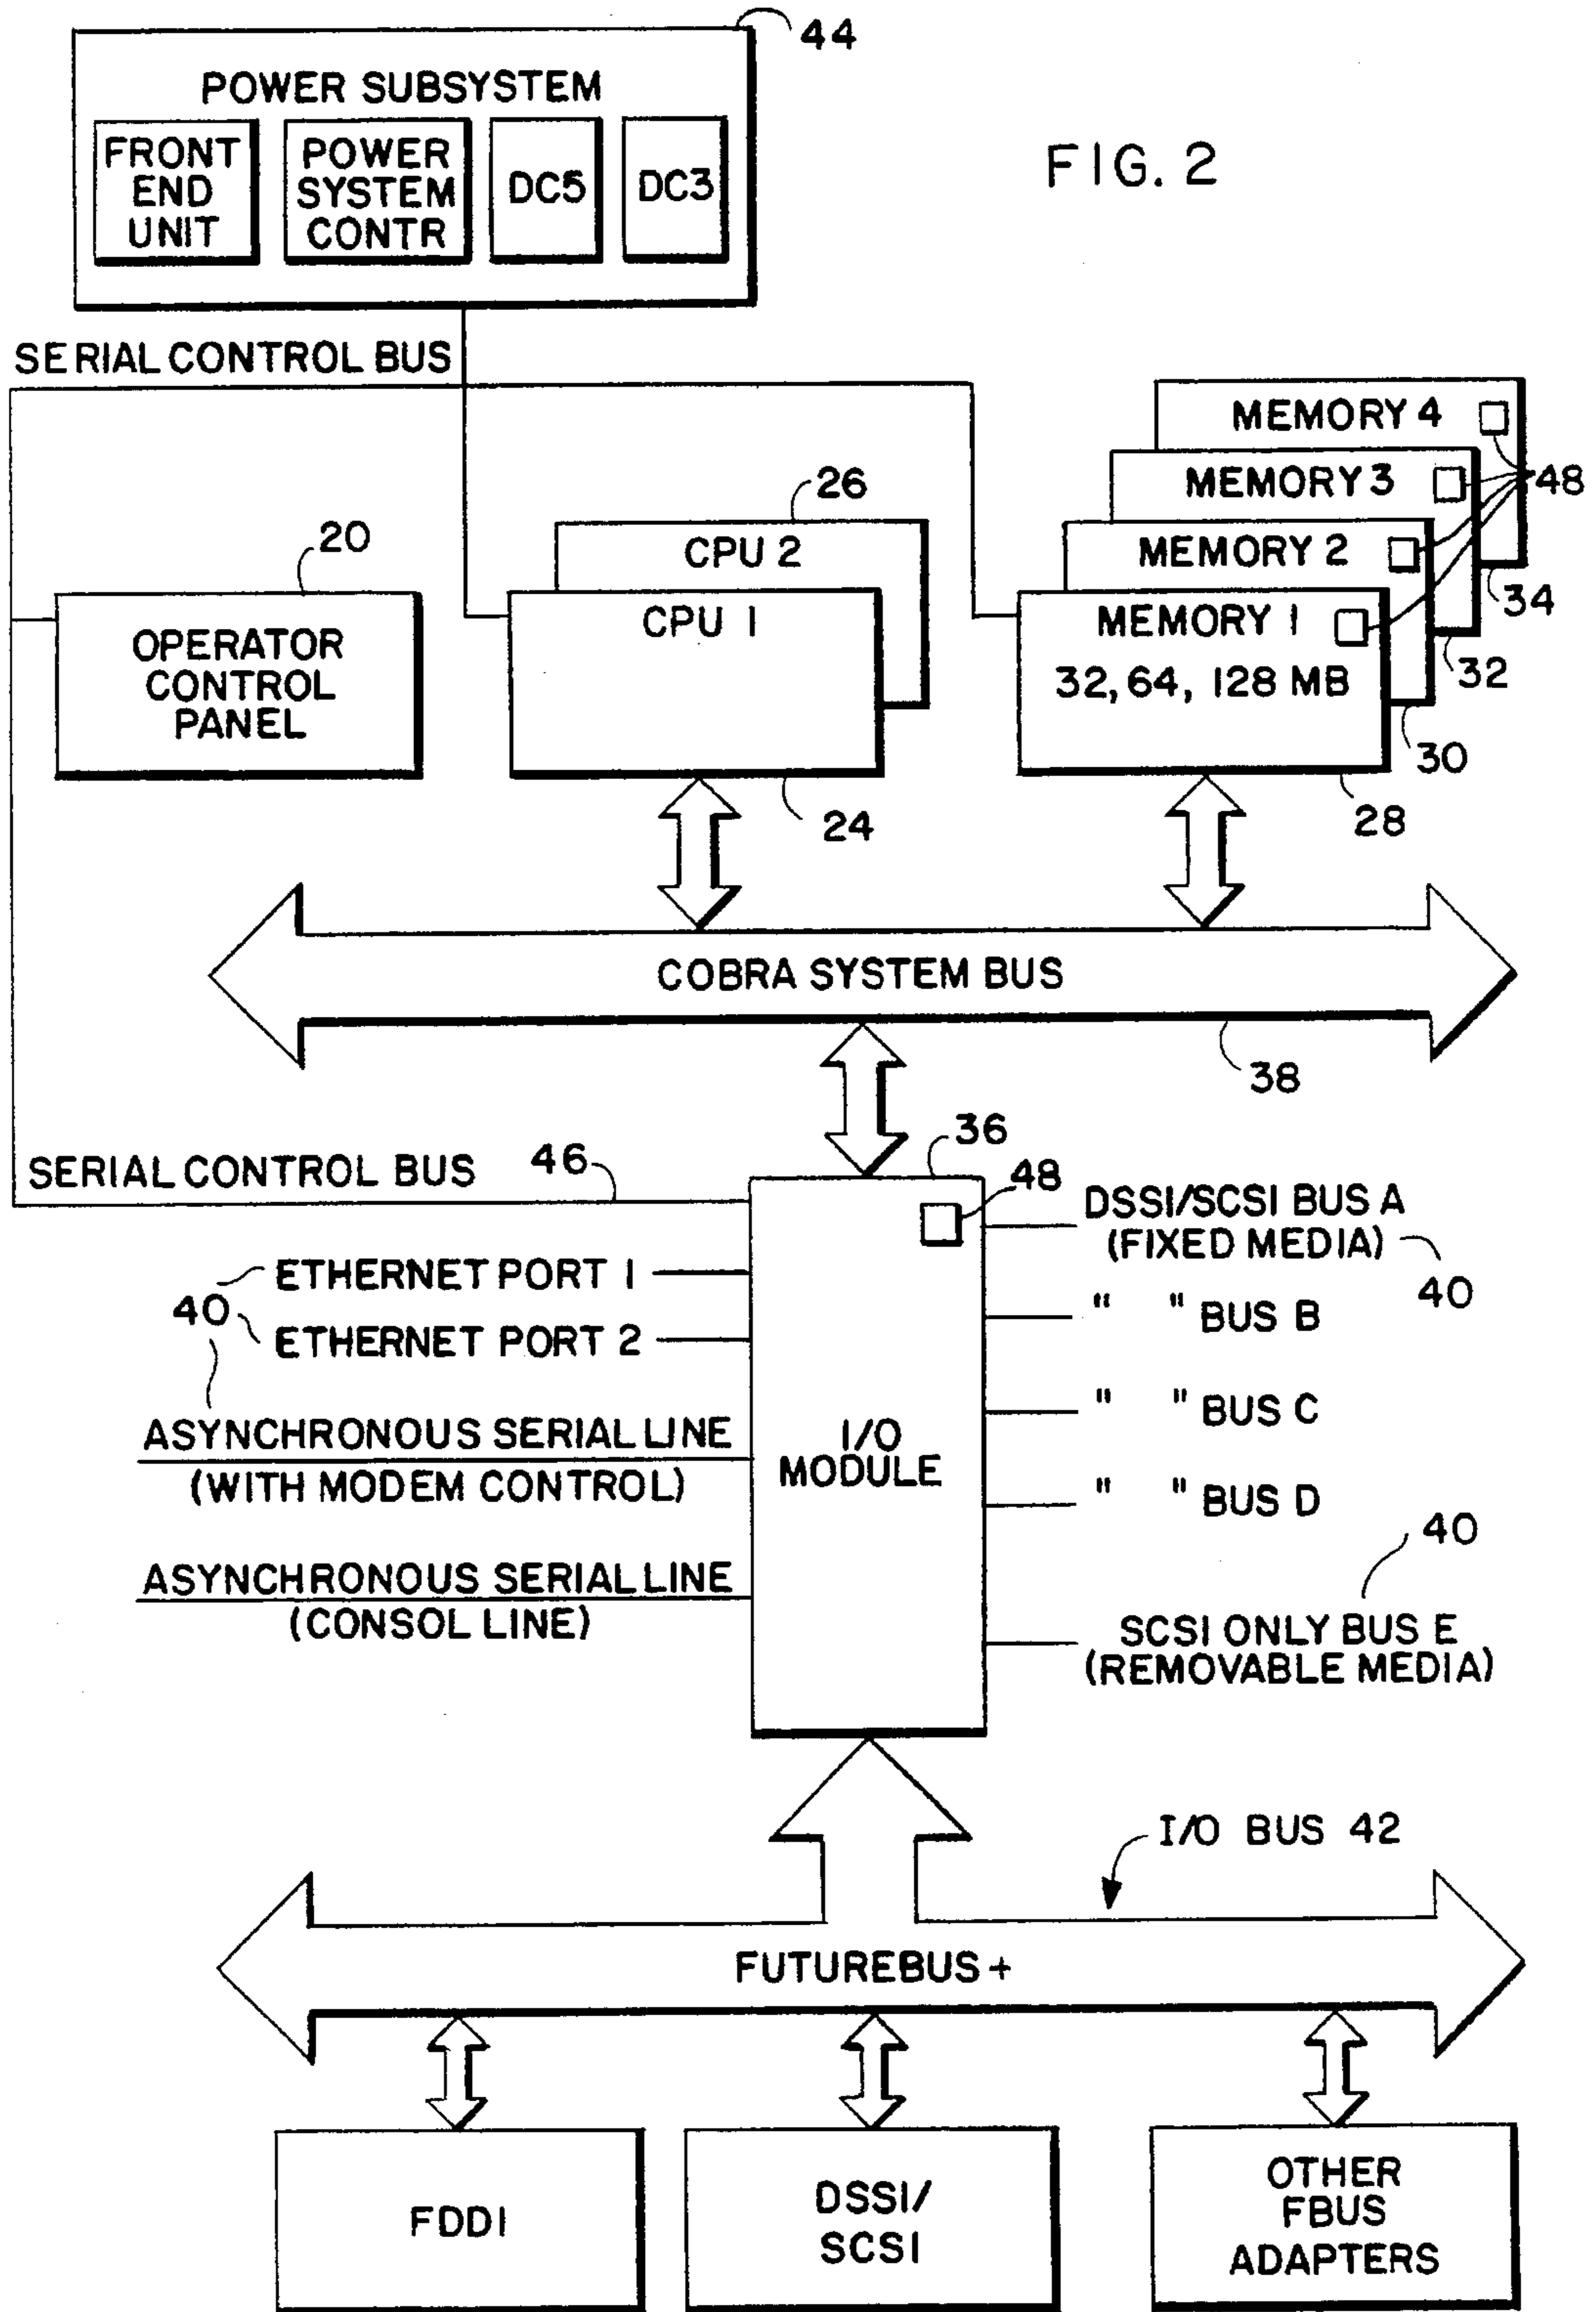 44
POWER SUBSYSTEM
FRONT
END
UNIT
POWER
SYSTEM
CONTR
DC5
DC3
FIG. 2
SERIAL CONTROL BUS
MEMORY 4
MEMORY 3
48
26
MEMORY 2
CPU 2
20
34
CPU 1
MEMORY 1
32, 64, 128 MB
32
OPERATOR
CONTROL
PANEL
30
24
28
COBRA SYSTEM BUS
38
36
SERIAL CONTROL BUS
46
48
DSSI/SCSI BUS A
(FIXED MEDIA)
40
ETHERNET PORT 1
40
ETHERNET PORT 2
" " BUS B
ASYNCHRONOUS SERIAL LINE
(WITH MODEM CONTROL)
I/O
MODULE
" " BUS C
" " BUS D
40
ASYNCHRONOUS SERIAL LINE
(CONSOL LINE)
SCSI ONLY BUS E
(REMOVABLE MEDIA)
I/O BUS 42
FUTUREBUS +
FDDI
DSSI/
SCSI
OTHER
FBUS
ADAPTERS